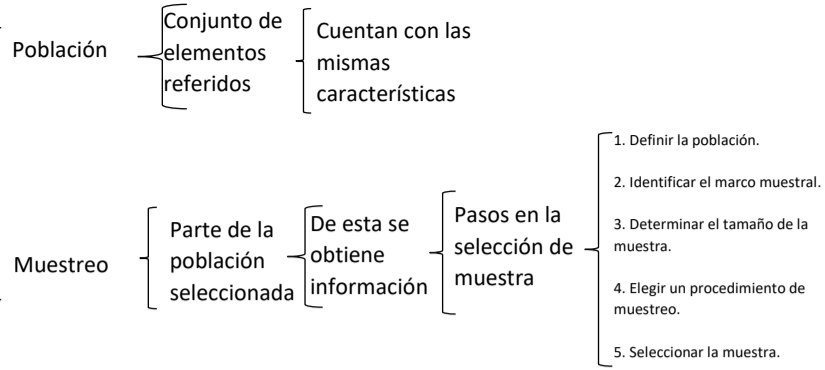 Población
Conjunto de
elementos
referidos
Cuentan con las
mismas
características
Muestreo
Parte de la
población
seleccionada
De esta se
obtiene
información
Pasos en la
selección de
muestra
1. Definir la población.
2. Identificar el marco muestral.
3. Determinar el tamaño de la
muestra.
4. Elegir un procedimiento de
muestreo.
5. Seleccionar la muestra.